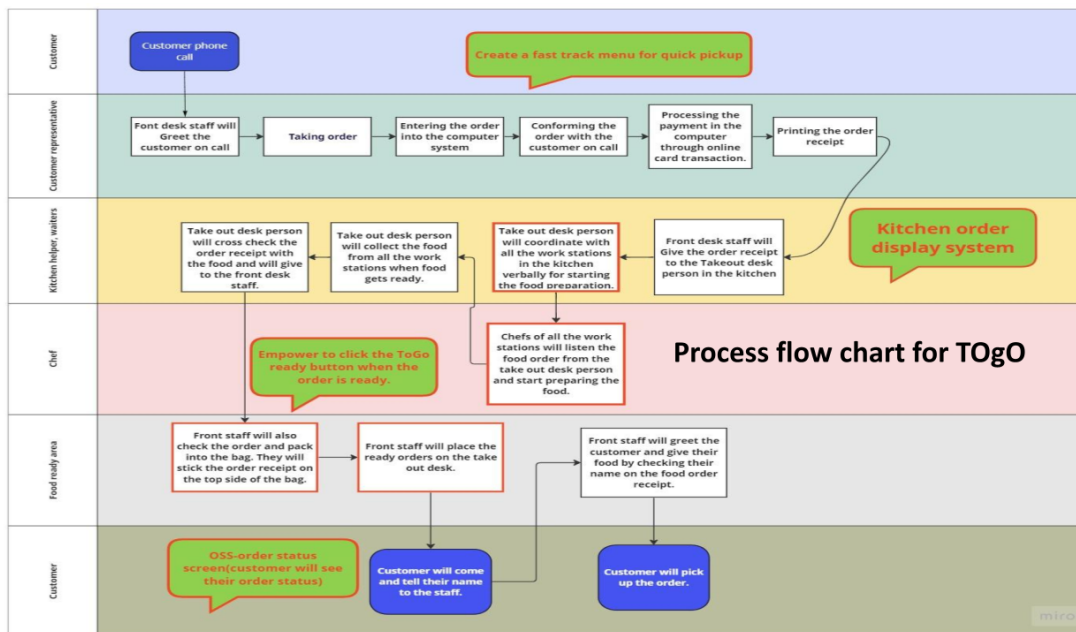 Customer
Customer phone
call
Create a fast track menu for quick pickup
Customer representative
Font desk staff will
Greet the
customer on call
Taking order
Entering the order
into the computer
system
Conforming the
order with the
customer on call
Processing the
payment in the
computer
through online
card transaction.
Printing the order
receipt
Kitchen helper, waiters
Take out desk person
will cross check the
order receipt with
the food and will give
to the front desk
staff.
Take out desk person
will collect the food
from all the work
stations when food
gets ready.
Take out desk person
will coordinate with
all the work stations
in the kitchen
verbally for starting
the food preparation.
Front desk staff will
Give the order receipt
to the Takeout desk
person in the kitchen
Kitchen order
display system
Chef
Empower to click the ToGo
ready button when the
order is ready.
Chefs of all the work
stations will listen the
food order from the
take out desk person
and start preparing the
food.
Process flow chart for TOgO
Food ready area
Front staff will also
check the order and pack
into the bag. They will
stick the order receipt on
the top side of the bag.
Front staff will place the
ready orders on the take
out desk.
Front staff will greet the
customer and give their
food by checking their
name on the food order
receipt.
Customer
OSS-order status
screen(customer will see
their order status)
Customer will come
and tell their name
to the staff.
Customer will pick
up the order.
miro